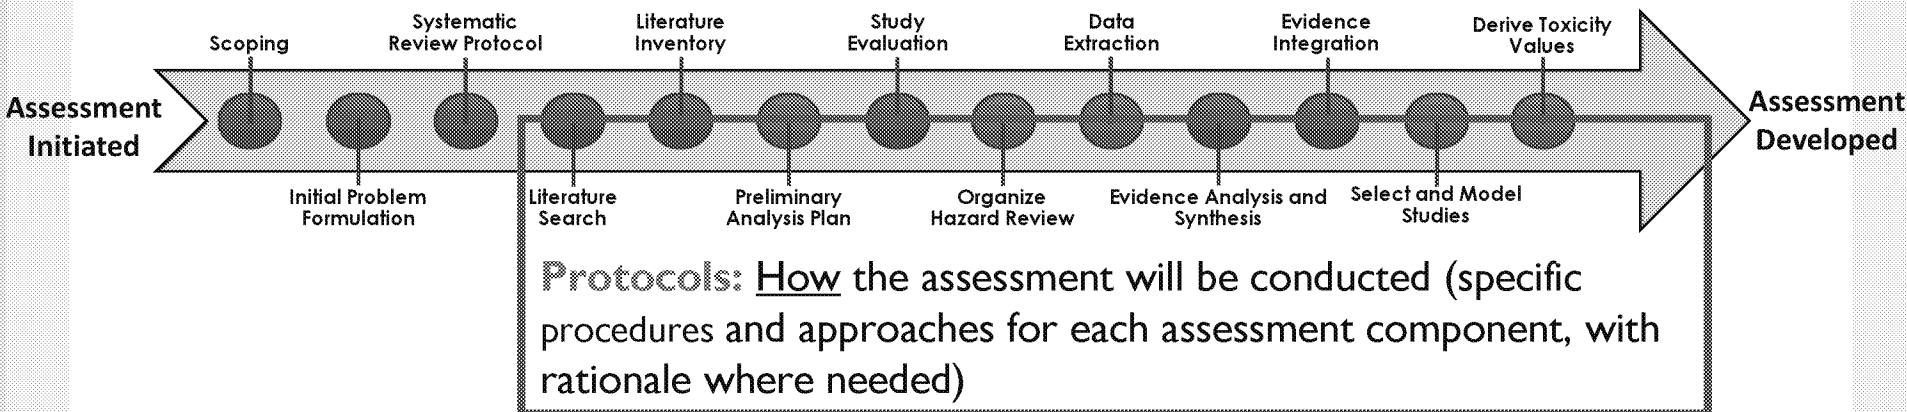 Scoping
Systematic
Review Protocol
Literature
Inventory
Study
Evaluation
Data
Extraction
Evidence
Integration
Derive Toxicity
Values
Assessment
Initiated
Assessment
Developed
Initial Problem
Formulation
Literature
Search
Preliminary
Analysis Plan
Organize
Hazard Review
Evidence Analysis and
Synthesis
Select and Model
Studies
Protocols: How the assessment will be conducted (specific
procedures and approaches for each assessment component, with
rationale where needed)